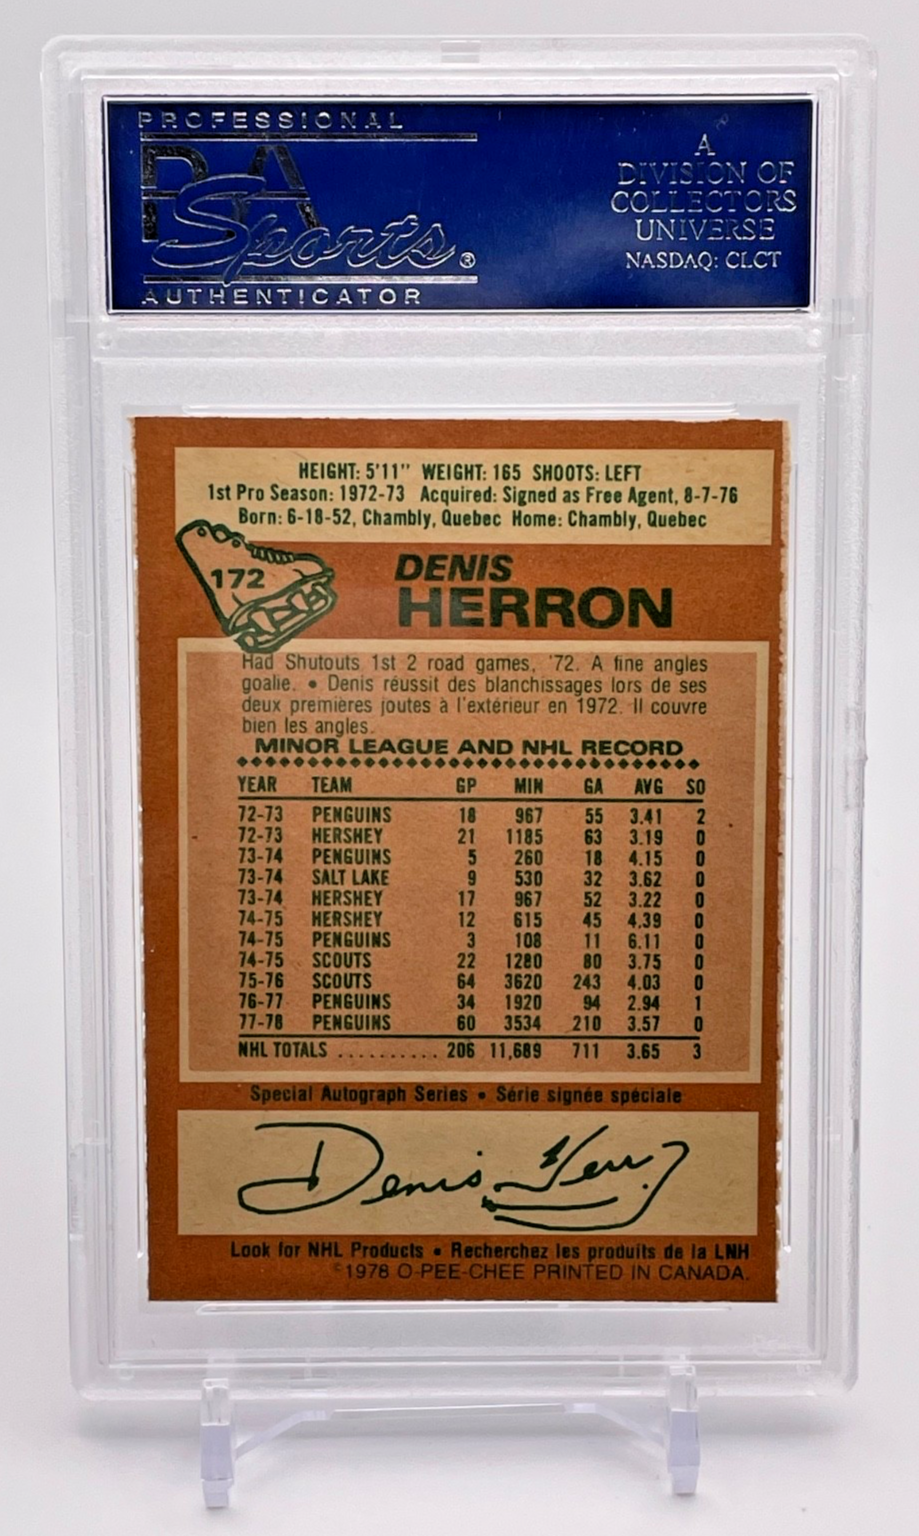 PROFESSIONAL
PSA
Sports®
AUTHENTICATOR
A
DIVISION OF
COLLECTORS
UNIVERSE
NASDAQ: CLCT
HEIGHT: 5'11" WEIGHT: 165 SHOOTS: LEFT
1st Pro Season: 1972-73 Acquired: Signed as Free Agent, 8-7-76
Born: 6-18-52, Chambly, Quebec Home: Chambly, Quebec
172
DENIS
HERRON
Had Shutouts 1st 2 road games, '72. A fine angles
goalie. • Denis réussit des blanchissages lors de ses
deux premières joutes à l'extérieur en 1972. Il couvre
bien les angles.
MINOR LEAGUE AND NHL RECORD
YEAR TEAM GP MIN GA AVG SO
72-73 PENGUINS 18 967 55 3.41 2
72-73 HERSHEY 21 1185 63 3.19 0
73-74 PENGUINS 5 260 18 4.15 0
73-74 SALT LAKE 9 530 32 3.62 0
73-74 HERSHEY 17 967 52 3.22 0
74-75 HERSHEY 12 615 45 4.39 0
74-75 PENGUINS 3 108 11 6.11 0
74-75 SCOUTS 22 1280 80 3.75 0
75-76 SCOUTS 64 3620 243 4.03 0
76-77 PENGUINS 34 1920 94 2.94 1
77-78 PENGUINS 60 3534 210 3.57 0
NHL TOTALS .......... 206 11,689 711 3.65 3
Special Autograph Series • Série signée spéciale
Denis Herron
Look for NHL Products • Recherchez les produits de la LNH
©1978 O-PEE-CHEE PRINTED IN CANADA.